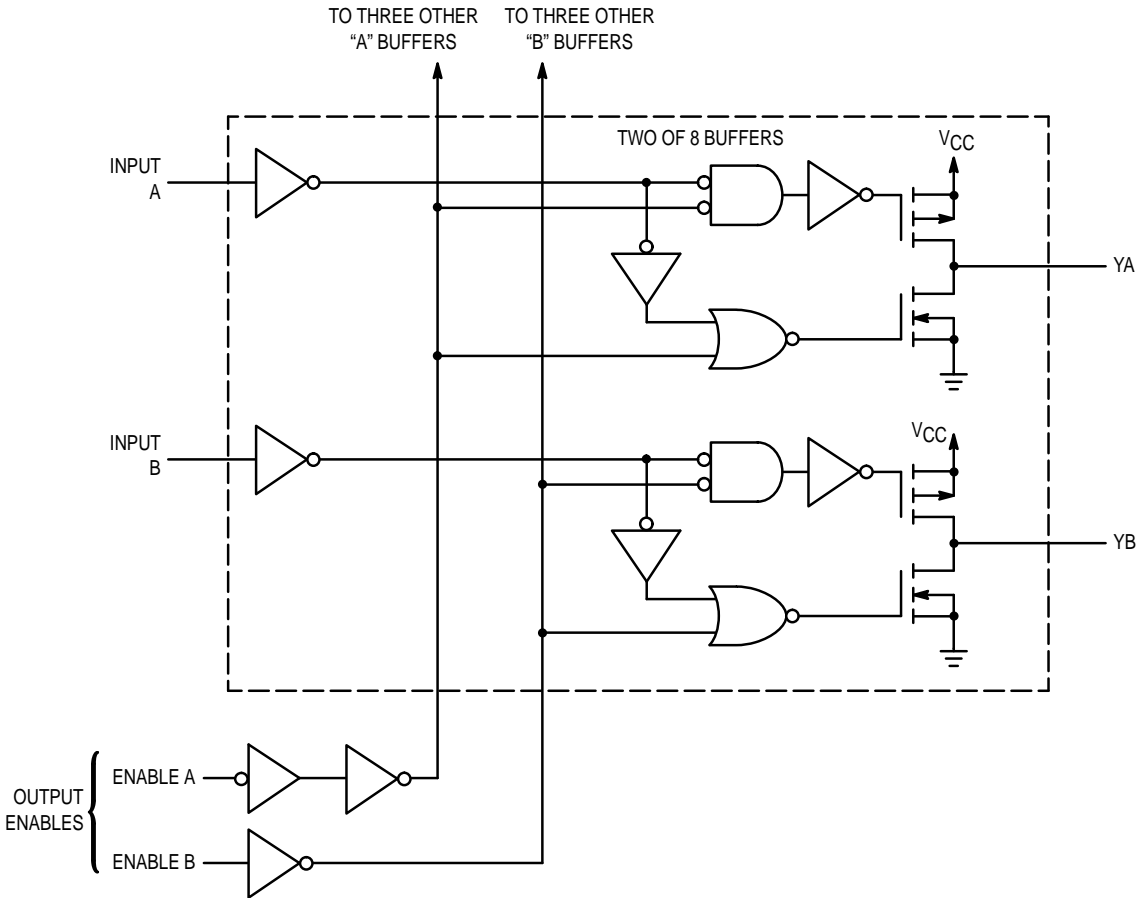 TO THREE OTHER
“A” BUFFERS
TO THREE OTHER
“B” BUFFERS
TWO OF 8 BUFFERS
INPUT
A
VCC
YA
INPUT
B
VCC
YB
OUTPUT
ENABLES
ENABLE A
ENABLE B